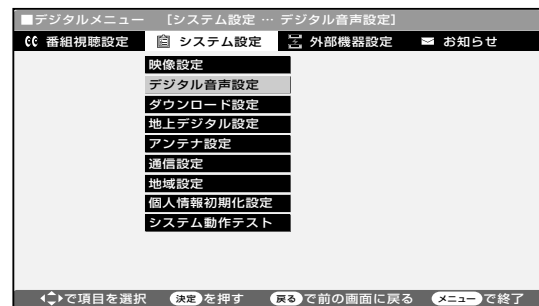 ■デジタルメニュー [システム設定 … デジタル音声設定]
番組視聴設定 システム設定 外部機器設定 お知らせ
映像設定
デジタル音声設定
ダウンロード設定
地上デジタル設定
アンテナ設定
通信設定
地域設定
個人情報初期化設定
システム動作テスト
で項目を選択 決定を押す 戻るで前の画面に戻る メニューで終了